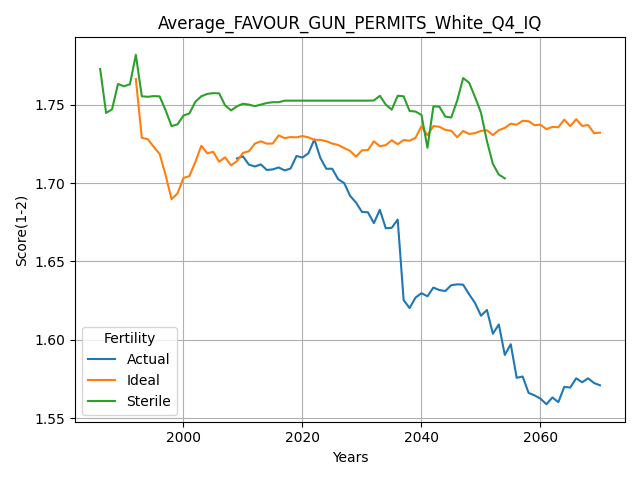 Average_FAVOUR_GUN_PERMITS_White_Q4_IQ
Score(1-2)
1.75
1.70
1.65
1.60
1.55
Fertility
Actual
Ideal
Sterile
2000
2020
2040
2060
Years